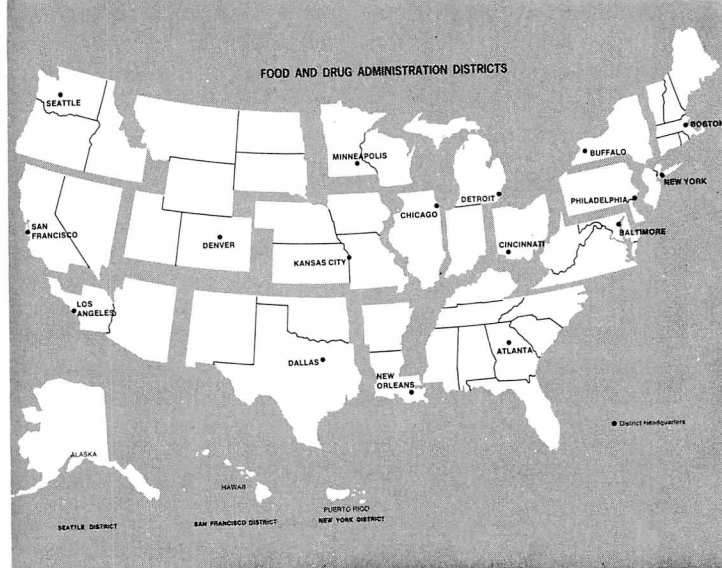 FOOD AND DRUG ADMINISTRATION DISTRICTS
SEATTLE
MINNEAPOLIS
BOSTON
BUFFALO
NEW YORK
DETROIT
PHILADELPHIA
CHICAGO
SAN
FRANCISCO
DENVER
CINCINNATI
BALTIMORE
KANSAS CITY
LOS
ANGELES
DALLAS
ATLANTA
NEW
ORLEANS
District Headquarters
ALASKA
HAWAII
PUERTO RICO
SEATTLE DISTRICT
SAN FRANCISCO DISTRICT
NEW YORK DISTRICT